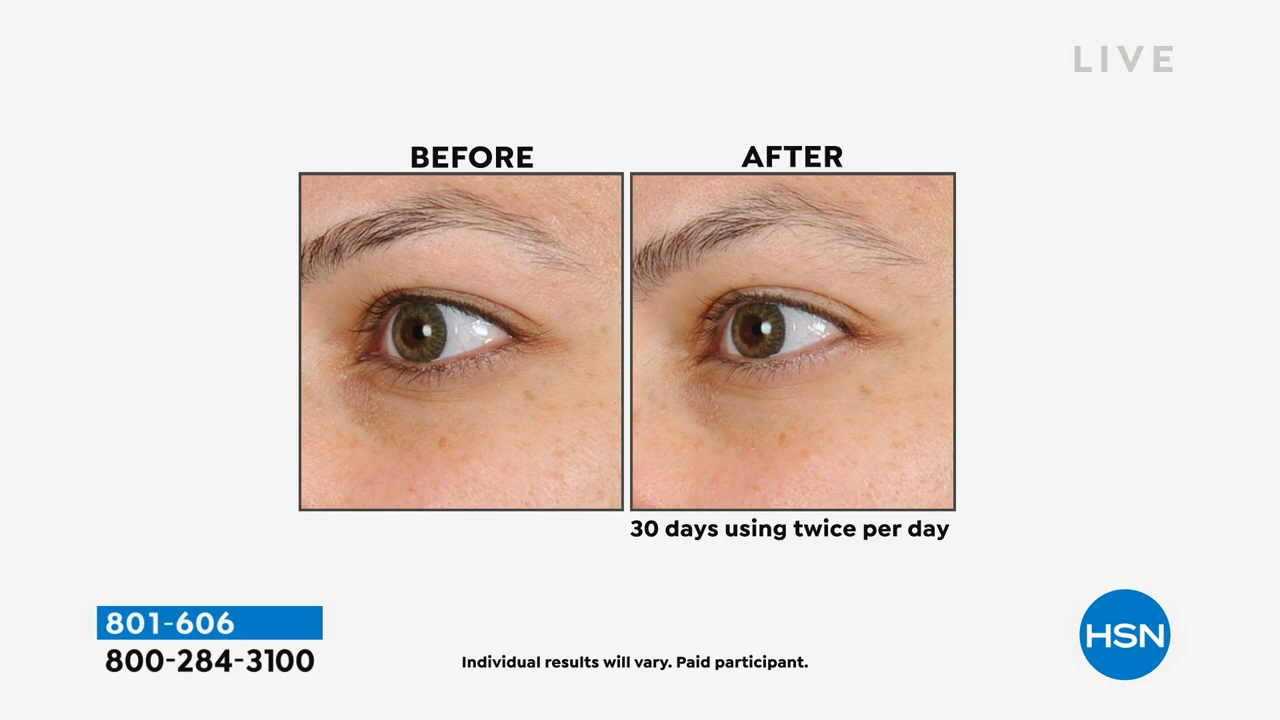 LIVE
BEFORE
AFTER
30 days using twice per day
801-606
800-284-3100
Individual results will vary. Paid participant.
HSN